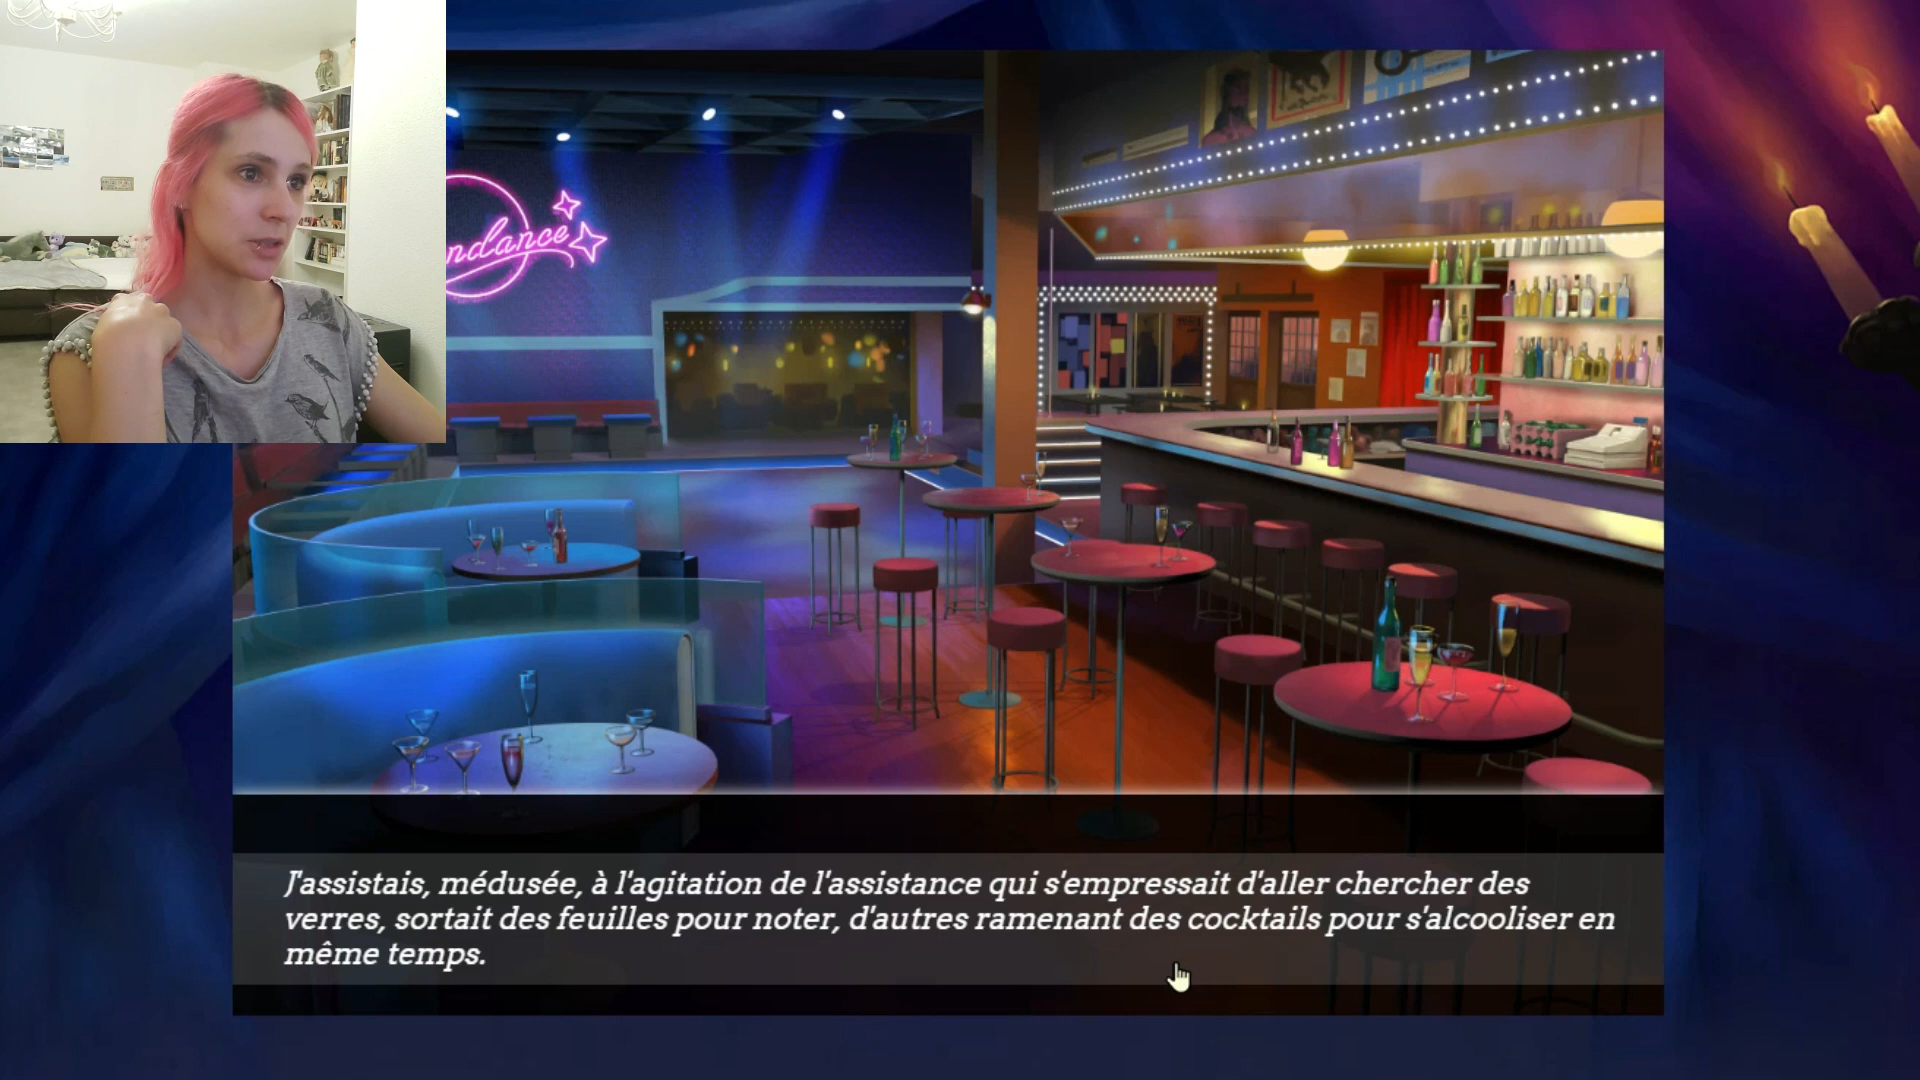 ndance
J'assistais, médusée, à l'agitation de l'assistance qui s'empressait d'aller chercher des
verres, sortait des feuilles pour noter, d'autres ramenant des cocktails pour s'alcooliser en
même temps.